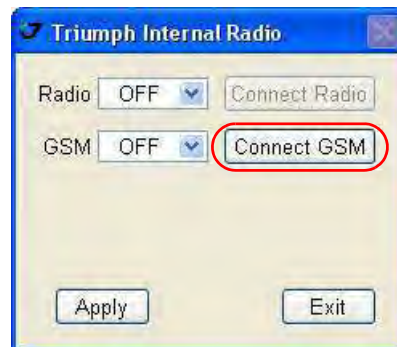 Triumph Internal Radio
Radio OFF Connect Radio
GSM OFF Connect GSM
Apply Exit